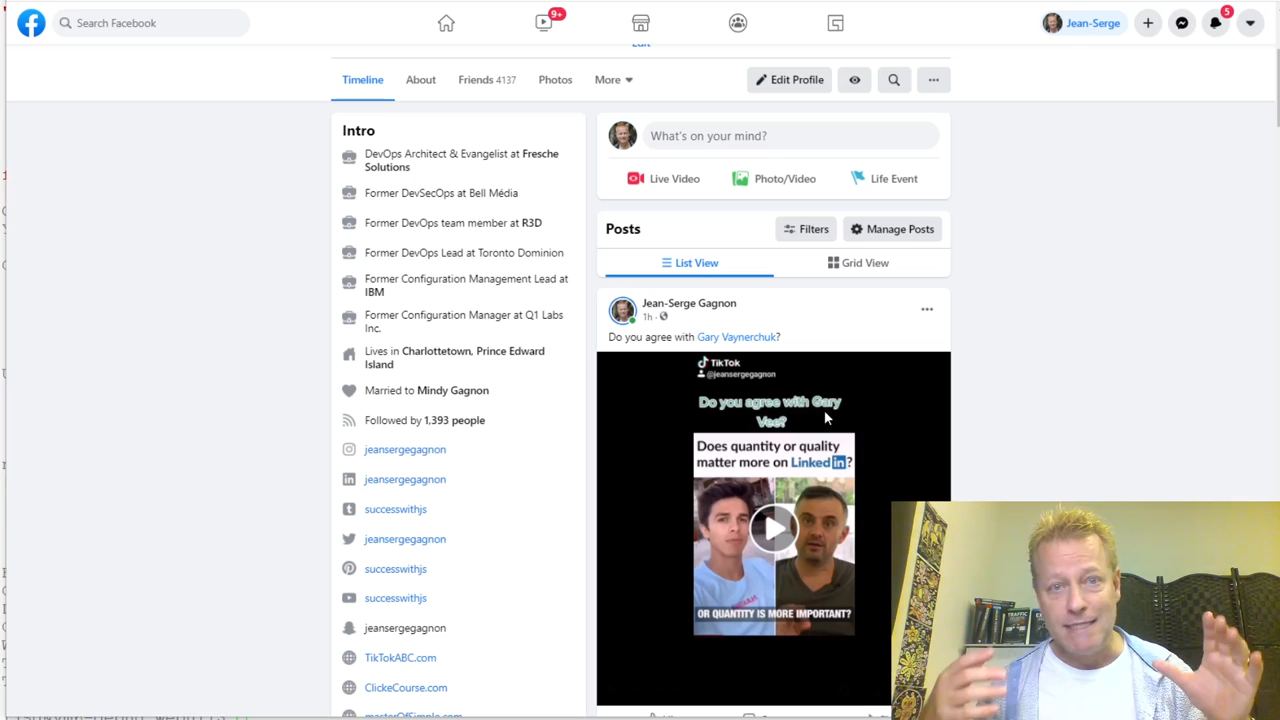 Search Facebook
9+
Jean-Serge
5
Edit
Timeline
About
Friends 4137
Photos
More
Edit Profile
Intro
DevOps Architect & Evangelist at Fresche
Solutions
Former DevSecOps at Bell Média
Former DevOps team member at R3D
Former DevOps Lead at Toronto Dominion
Former Configuration Management Lead at
IBM
Former Configuration Manager at Q1 Labs
Inc.
Lives in Charlottetown, Prince Edward
Island
Married to Mindy Gagnon
Followed by 1,393 people
jeansergegagnon
jeansergegagnon
successwithjs
jeansergegagnon
successwithjs
successwithjs
jeansergegagnon
TikTokABC.com
ClickeCourse.com
masterOfSimple.com
What's on your mind?
Live Video
Photo/Video
Life Event
Posts
Filters
Manage Posts
List View
Grid View
Jean-Serge Gagnon
1h
Do you agree with Gary Vaynerchuk?
TikTok
@jeansergegagnon
Do you agree with Gary
Vee?
Does quantity or quality
matter more on Linked in?
OR QUANTITY IS MORE IMPORTANT?
TRAFFIC